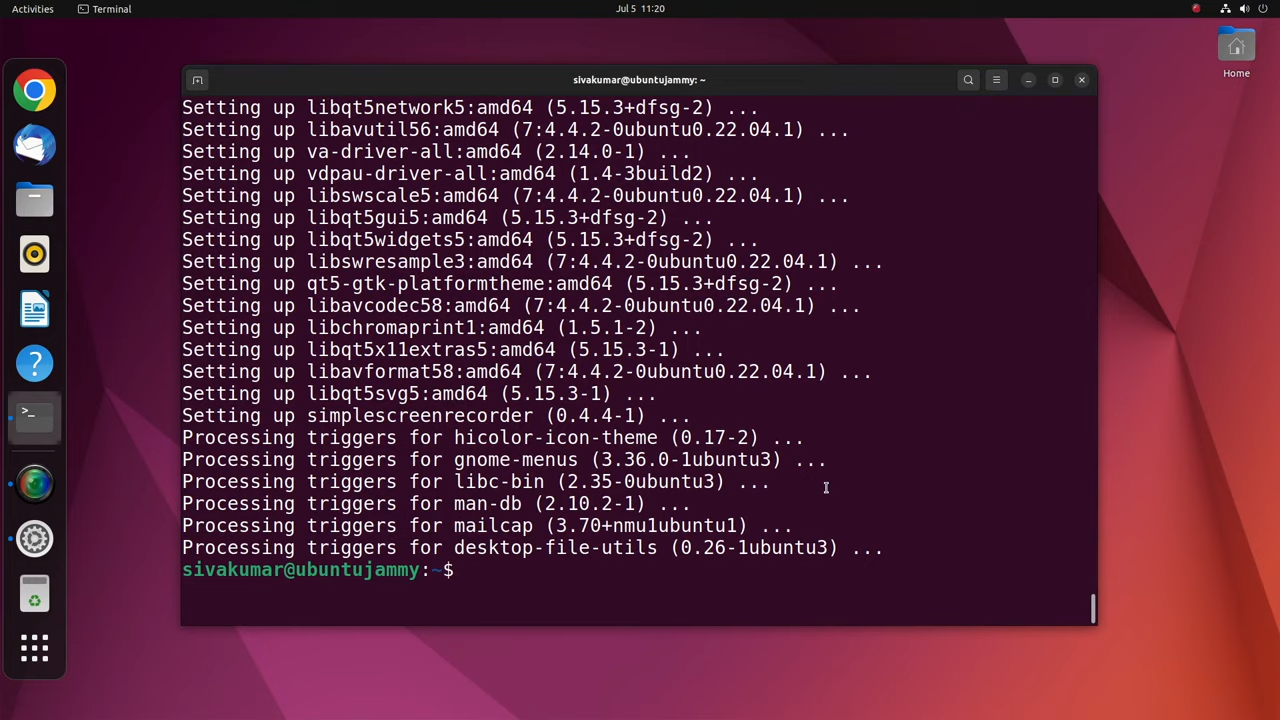 Activities
Terminal
Jul 5 11:20
Home
sivakumar@ubuntujammy: ~
Setting up libqt5network5:amd64 (5.15.3+dfsg-2) ...
Setting up libavutil56:amd64 (7:4.4.2-0ubuntu0.22.04.1) ...
Setting up va-driver-all:amd64 (2.14.0-1) ...
Setting up vdpau-driver-all:amd64 (1.4-3build2) ...
Setting up libswscale5:amd64 (7:4.4.2-0ubuntu0.22.04.1) ...
Setting up libqt5gui5:amd64 (5.15.3+dfsg-2) ...
Setting up libqt5widgets5:amd64 (5.15.3+dfsg-2) ...
Setting up libswresample3:amd64 (7:4.4.2-0ubuntu0.22.04.1) ...
Setting up qt5-gtk-platformtheme:amd64 (5.15.3+dfsg-2) ...
Setting up libavcodec58:amd64 (7:4.4.2-0ubuntu0.22.04.1) ...
Setting up libchromaprint1:amd64 (1.5.1-2) ...
Setting up libqt5x11extras5:amd64 (5.15.3-1) ...
Setting up libavformat58:amd64 (7:4.4.2-0ubuntu0.22.04.1) ...
Setting up libqt5svg5:amd64 (5.15.3-1) ...
Setting up simplescreenrecorder (0.4.4-1) ...
Processing triggers for hicolor-icon-theme (0.17-2) ...
Processing triggers for gnome-menus (3.36.0-1ubuntu3) ...
Processing triggers for libc-bin (2.35-0ubuntu3) ...
Processing triggers for man-db (2.10.2-1) ...
Processing triggers for mailcap (3.70+nmu1ubuntu1) ...
Processing triggers for desktop-file-utils (0.26-1ubuntu3) ...
sivakumar@ubuntujammy:~$